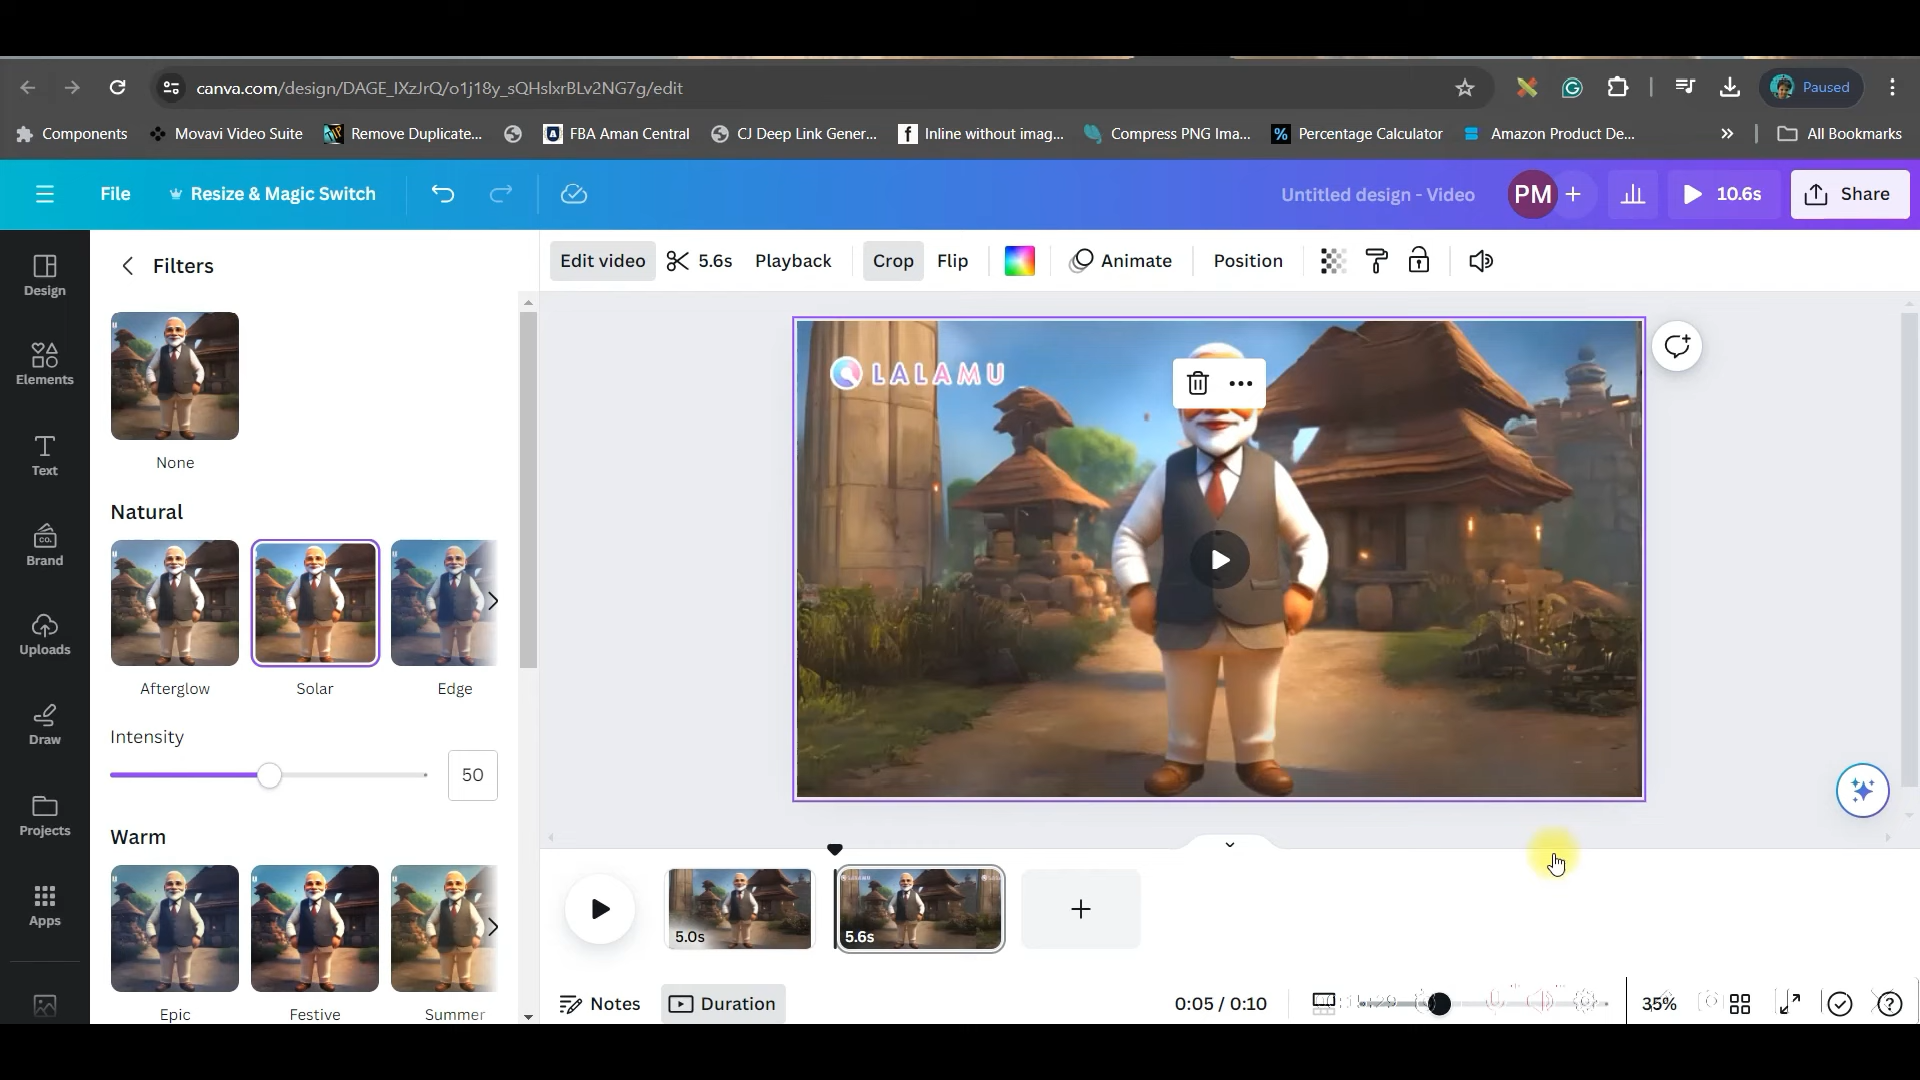 canva.com/design/DAGE_IXzJrQ/o1j18y_sQHslxrBLv2NG7g/edit
Paused
Components
Movavi Video Suite
Remove Duplicate...
FBA Aman Central
CJ Deep Link Gener...
Inline without imag...
Compress PNG Ima...
% Percentage Calculator
Amazon Product De...
All Bookmarks
File
Resize & Magic Switch
Untitled design - Video
PM
10.6s
Share
Design
Elements
Text
Brand
Uploads
Draw
Projects
Apps
Filters
None
Natural
Afterglow
Solar
Edge
Intensity
50
Warm
Epic
Festive
Summer
Edit video
5.6s
Playback
Crop
Flip
Animate
Position
LALAMU
5.0s
5.6s
Notes
Duration
0:05 / 0:10
35%